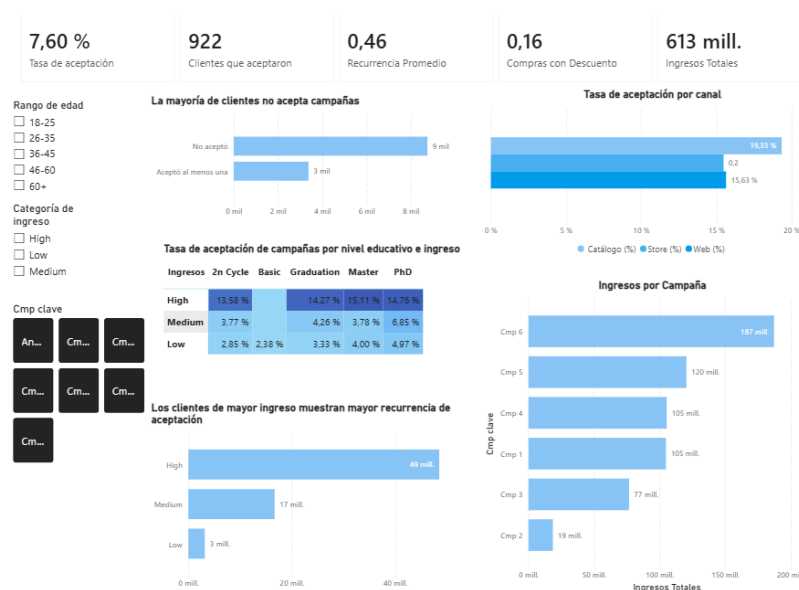 7,60 %
Tasa de aceptación
922
Clientes que aceptaron
0,46
Recurrencia Promedio
0,16
Compras con Descuento
613 mill.
Ingresos Totales
Rango de edad
18-25
26-35
36-45
46-60
60+
Categoría de
ingreso
High
Low
Medium
Cmp clave
An...
Cm...
Cm...
Cm...
Cm...
Cm...
Cm...
La mayoría de clientes no acepta campañas
No aceptó
9 mil
Aceptó al menos una
3 mil
0 mil 2 mil 4 mil 6 mil 8 mil
Tasa de aceptación por canal
19,33 %
0,2
15,63 %
0 % 5 % 10 % 15 % 20 %
Catálogo (%) Store (%) Web (%)
Tasa de aceptación de campañas por nivel educativo e ingreso
Ingresos 2n Cycle Basic Graduation Master PhD
High 13,58 % 14,27 % 15,11 % 14,76 %
Medium 3,77 % 4,26 % 3,78 % 6,85 %
Low 2,85 % 2,38 % 3,33 % 4,00 % 4,97 %
Los clientes de mayor ingreso muestran mayor recurrencia de
aceptación
High
49 mill.
Medium
17 mill.
Low
3 mill.
0 mill. 20 mill. 40 mill.
Ingresos por Campaña
Cmp clave
Cmp 6
187 mill.
Cmp 5
120 mill.
Cmp 4
105 mill.
Cmp 1
105 mill.
Cmp 3
77 mill.
Cmp 2
19 mill.
0 mill. 50 mill. 100 mill. 150 mill. 200 mill
Ingresos Totales